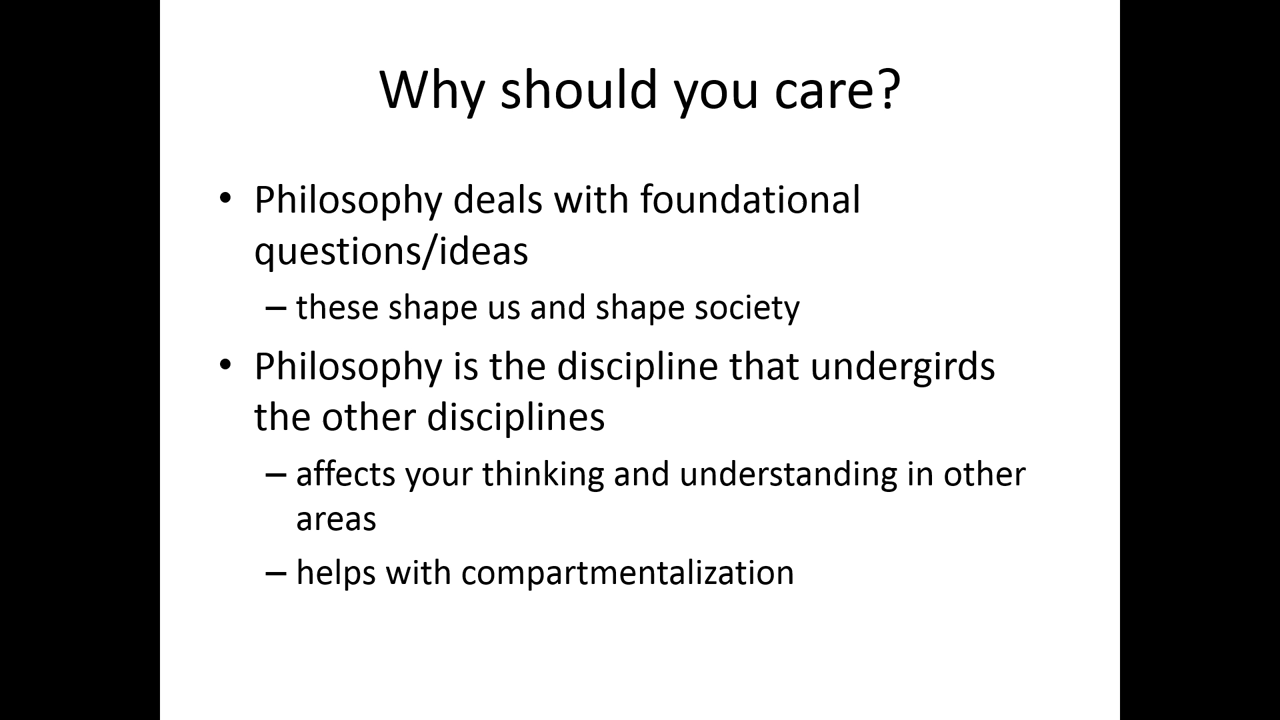 Why should you care?
• Philosophy deals with foundational
questions/ideas
– these shape us and shape society
• Philosophy is the discipline that undergirds
the other disciplines
– affects your thinking and understanding in other
areas
– helps with compartmentalization